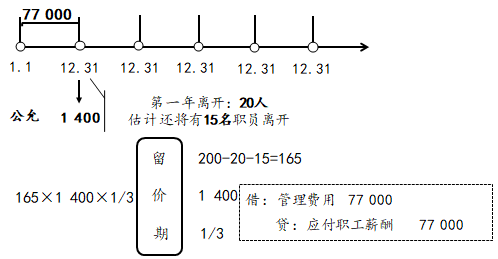 77 000
1.1 12.31 12.31 12.31 12.31 12.31
公允 1 400
第一年离开：20人
估计还将有15名职员离开
留 200-20-15=165
165×1 400×1/3 价 1 400
期 1/3
借：管理费用 77 000
贷：应付职工薪酬 77 000